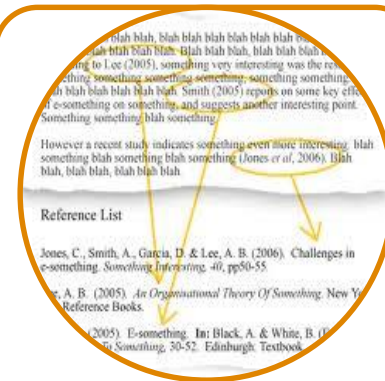 blah blah, blah blah blah blah blah
blah blah blah. Blah blah blah, blah blah blah
to Lee (2005), something very interesting was the
something something something, something something
blah blah blah blah blah. Smith (2005) reports on some key
e-something on something, and suggests another interesting point.
Something something blah something
However a recent study indicates something even more interesting, blah
something blah something blah something (Jones et al, 2006). Blah
blah, blah blah, blah blah blah
Reference List
Jones, C., Smith, A., Garcia, D. & Lee, A. B. (2006). Challenges in
e-something. Something Interesting, 40, pp50-55.
A. B. (2005). An Organisational Theory Of Something. New
Reference Books.
(2005). E-something. In: Black, A. & White, B.
To Something, 30-52. Edinburgh: Textbook